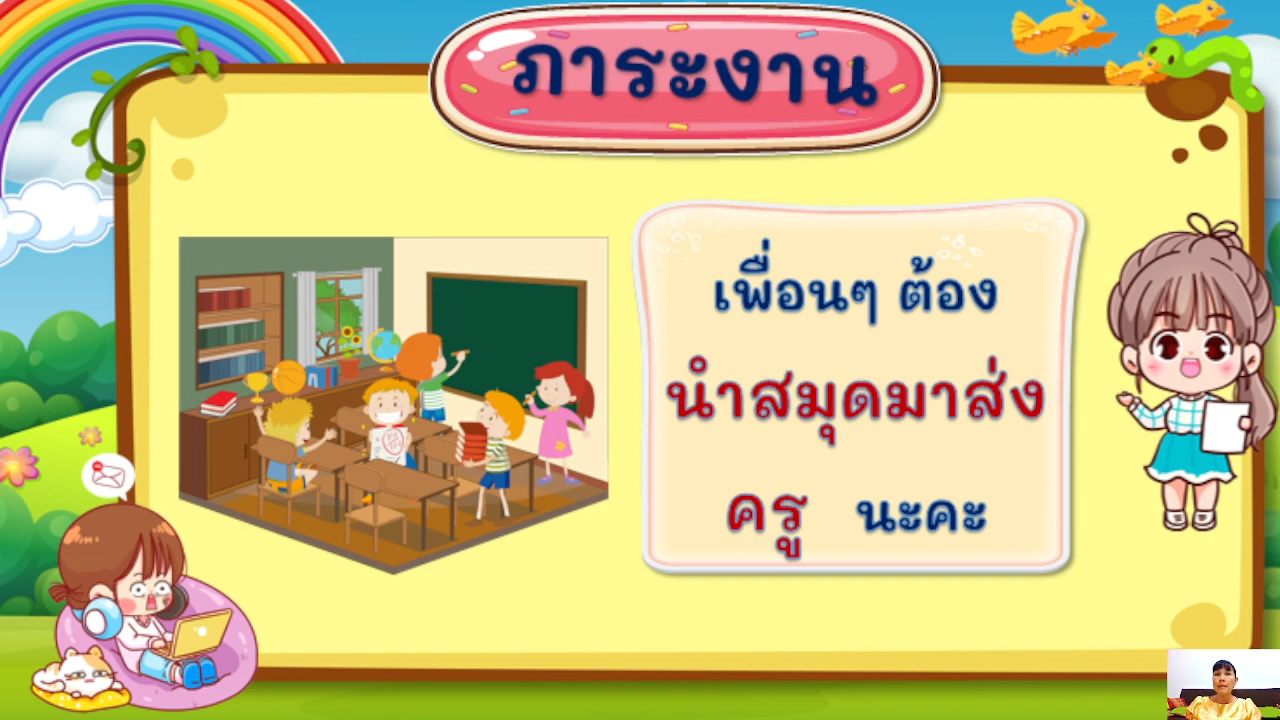 ภาระงาน
เพื่อนๆ ต้อง
นำสมุดมาส่ง
ครู นะคะ